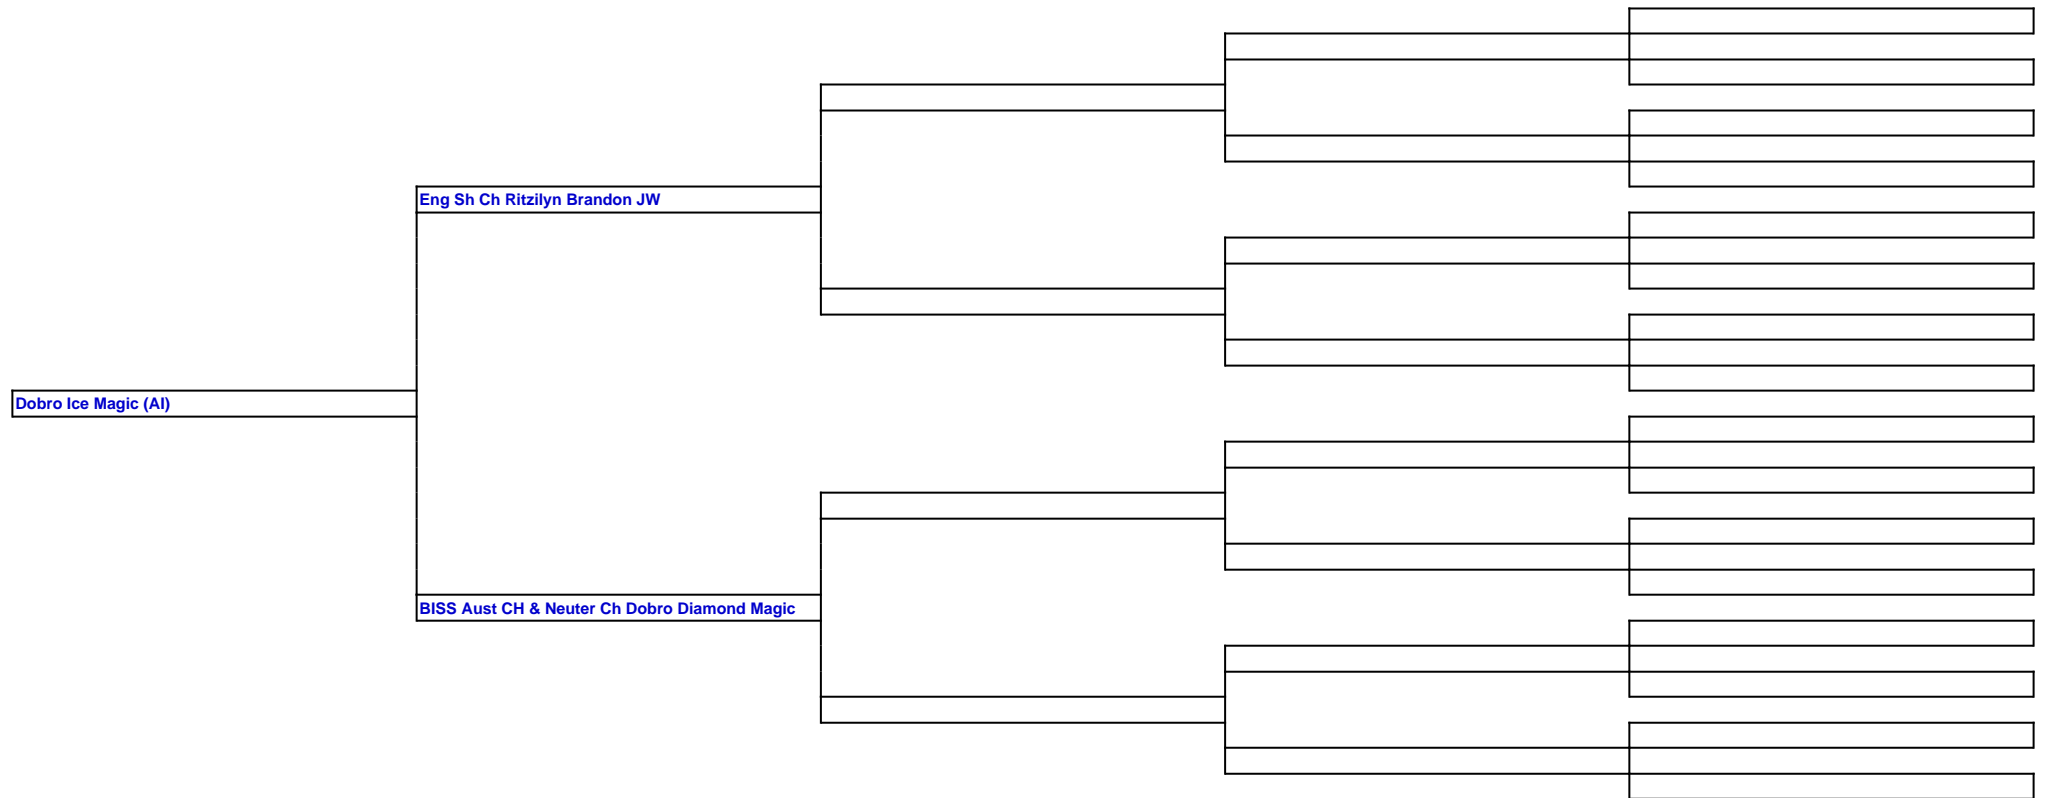 Eng Sh Ch Ritzilyn Brandon JW
Dobro Ice Magic (AI)
BISS Aust CH & Neuter Ch Dobro Diamond Magic